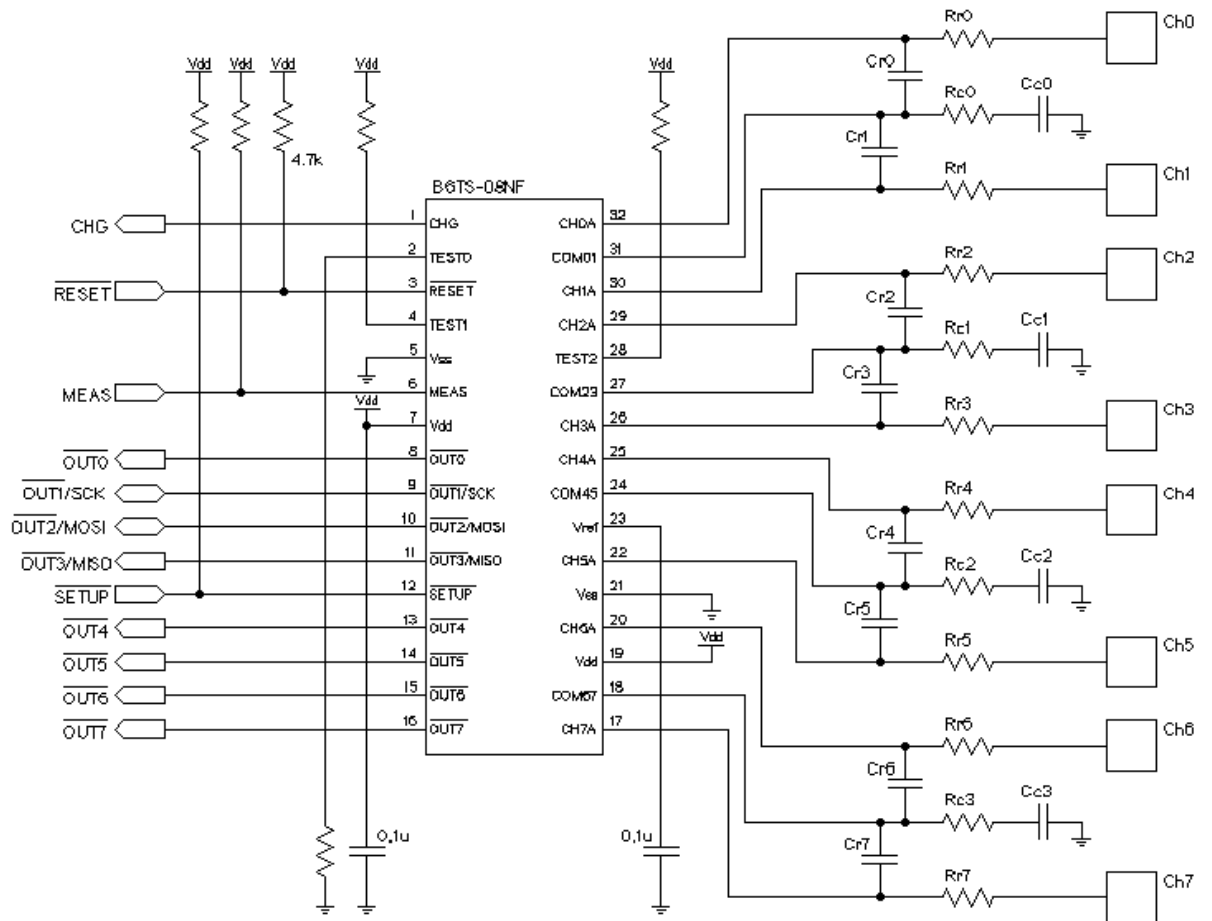 Rr0
Ch0
Vdd
Vdd
Vdd
Vdd
Vdd
Cr0
Rc0
Cc0
Cr1
4.7k
Rr1
Ch1
B6TS-08NF
CHG
1
CHG
CH0A
32
2
TEST0
COM01
31
Rr2
Ch2
RESET
3
RESET
CH1A
30
Cr2
4
TEST1
CH2A
29
Rc1
Cc1
5
Vss
TEST2
28
Cr3
MEAS
6
MEAS
COM23
27
Vdd
7
Vdd
CH3A
26
Rr3
Ch3
OUT0
8
OUT0
CH4A
25
OUT1/SCK
9
OUT1/SCK
COM45
24
Rr4
Ch4
OUT2/MOSI
10
OUT2/MOSI
Vref
23
Cr4
OUT3/MISO
11
OUT3/MISO
CH5A
22
Rc2
Cc2
SETUP
12
SETUP
Vss
21
Cr5
OUT4
13
OUT4
CH6A
20
Vdd
Rr5
Ch5
OUT5
14
OUT5
Vdd
19
OUT6
15
OUT6
COM67
18
OUT7
16
OUT7
CH7A
17
Rr6
Ch6
Cr6
Rc3
Cc3
0,1u
0,1u
Cr7
Rr7
Ch7